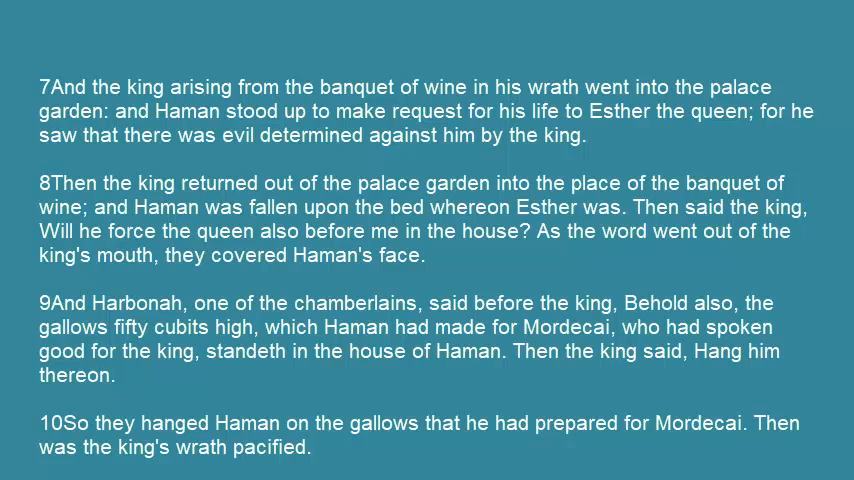 7And the king arising from the banquet of wine in his wrath went into the palace
garden: and Haman stood up to make request for his life to Esther the queen; for he
saw that there was evil determined against him by the king.
8Then the king returned out of the palace garden into the place of the banquet of
wine; and Haman was fallen upon the bed whereon Esther was. Then said the king,
Will he force the queen also before me in the house? As the word went out of the
king's mouth, they covered Haman's face.
9And Harbonah, one of the chamberlains, said before the king, Behold also, the
gallows fifty cubits high, which Haman had made for Mordecai, who had spoken
good for the king, standeth in the house of Haman. Then the king said, Hang him
thereon.
10So they hanged Haman on the gallows that he had prepared for Mordecai. Then
was the king's wrath pacified.